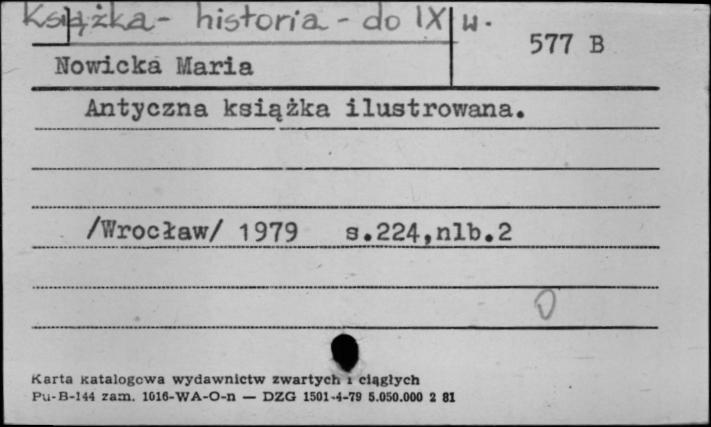 Książka - historia - do IX w.
577 B
Nowicka Maria
Antyczna książka ilustrowana.
/Wrocław/ 1979 s.224,nlb.2
0
Karta katalogowa wydawnictw zwartych i ciągłych
Pu-B-144 zam. 1016-WA-O-n — DZG 1501-4-79 5.050.000 2 81